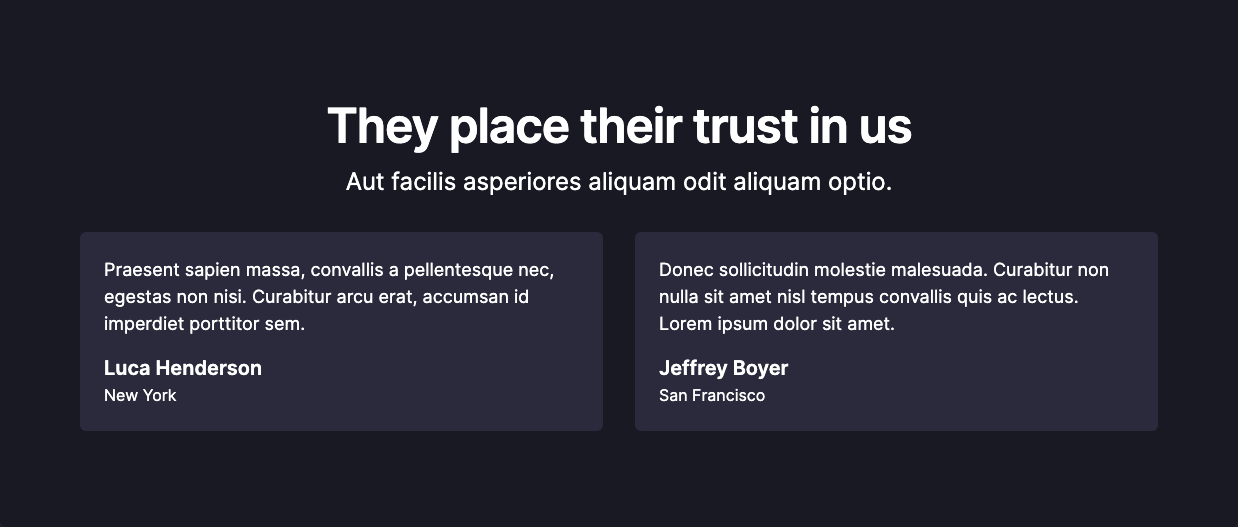 They place their trust in us
Aut facilis asperiores aliquam odit aliquam optio.
Praesent sapien massa, convallis a pellentesque nec,
egestas non nisi. Curabitur arcu erat, accumsan id
imperdiet porttitor sem.
Luca Henderson
New York
Donec sollicitudin molestie malesuada. Curabitur non
nulla sit amet nisl tempus convallis quis ac lectus.
Lorem ipsum dolor sit amet.
Jeffrey Boyer
San Francisco